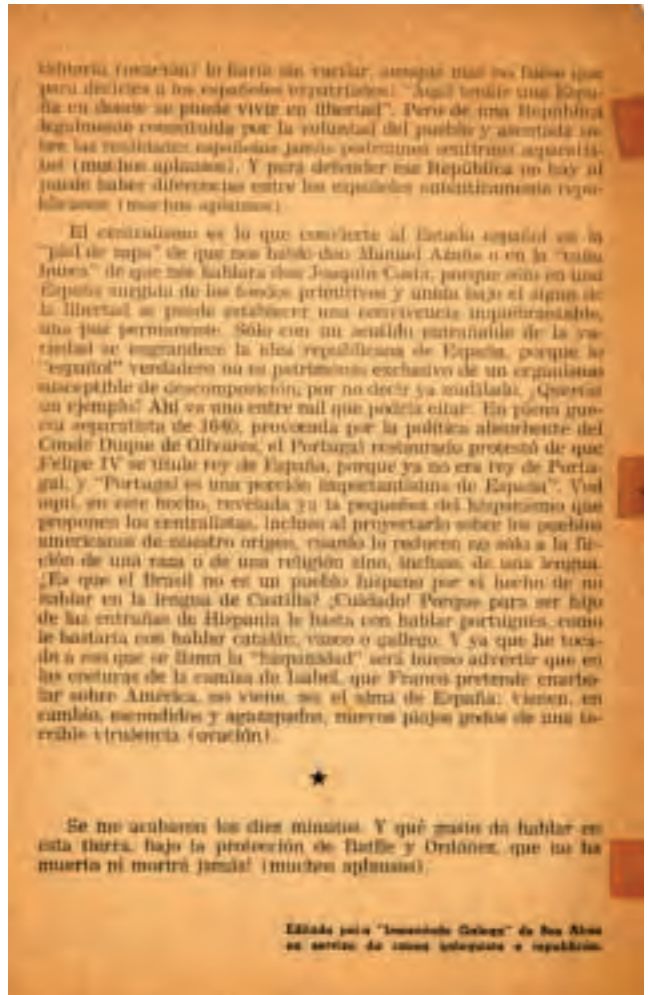 (ovación) lo haría sin vacilar, aunque más no fuese que
para decirles a los españoles expatriados: "Aquí tenéis una Espa-
ña en donde se puede vivir en libertad". Pero de una República
legalmente constituida por la voluntad del pueblo y asentada so-
bre las realidades españolas jamás podremos sentirnos separatis-
tas (muchos aplausos). Y para defender esa República no hay ni
puede haber diferencias entre los españoles auténticamente repu-
blicanos (muchos aplausos).
El centralismo es lo que convierte al Estado español en la
"piel de zapa" de que nos habló don Manuel Azaña o en la
de que nos hablara don Joaquín Costa, porque sólo en una
España surgida de los fondos primitivos y unida bajo el signo de
la libertad se puede establecer una convivencia inquebrantable,
una paz permanente. Sólo con un sentido entrañable de la va-
riedad se engrandece la idea republicana de España, porque lo
"español" verdadero no es patrimonio exclusivo de un organismo
susceptible de descomposición, por no decir ya mutilado. ¿Queréis
un ejemplo? Ahí va uno entre mil que podría citar: En plena gue-
rra separatista de 1640, provocada por la política absorbente del
Conde Duque de Olivares, el Portugal restaurado protestó de que
Felipe IV se titule rey de España, porque ya no era rey de Portu-
gal, y "Portugal es una porción importantísima de España". Ved
aquí, en este hecho, revelada ya la pequeñez del hispanismo que
proponen los centralistas, incluso al proyectarlo sobre los pueblos
americanos de nuestro origen, cuando lo reducen no sólo a la fic-
ción de una raza o de una religión sino, incluso, de una lengua.
¿Es que el Brasil no es un pueblo hispano por el hecho de no
hablar en la lengua de Castilla? ¡Cuidado! Porque para ser hijo
de las entrañas de Hispania le basta con hablar portugués, como
le bastaría con hablar catalán, vasco o gallego. Y ya que he toca-
do a eso que se llama la "hispanidad" será bueno advertir que en
las costuras de la camisa de Isabel, que Franco pretende enarbo-
lar sobre América, no viene, no, el alma de España; vienen, en
cambio, escondidos y agazapados, nuevos piojos godos de una te-
rrible virulencia (ovación).
Se me acabaron los diez minutos. Y qué gusto da hablar en
esta tierra, bajo la protección de Batlle y Ordóñez, que no ha
muerto ni morirá jamás! (muchos aplausos).
Editado pol-a "Irmandade Galega" de Bos Aires
ao servizo da causa galeguista e republicán.